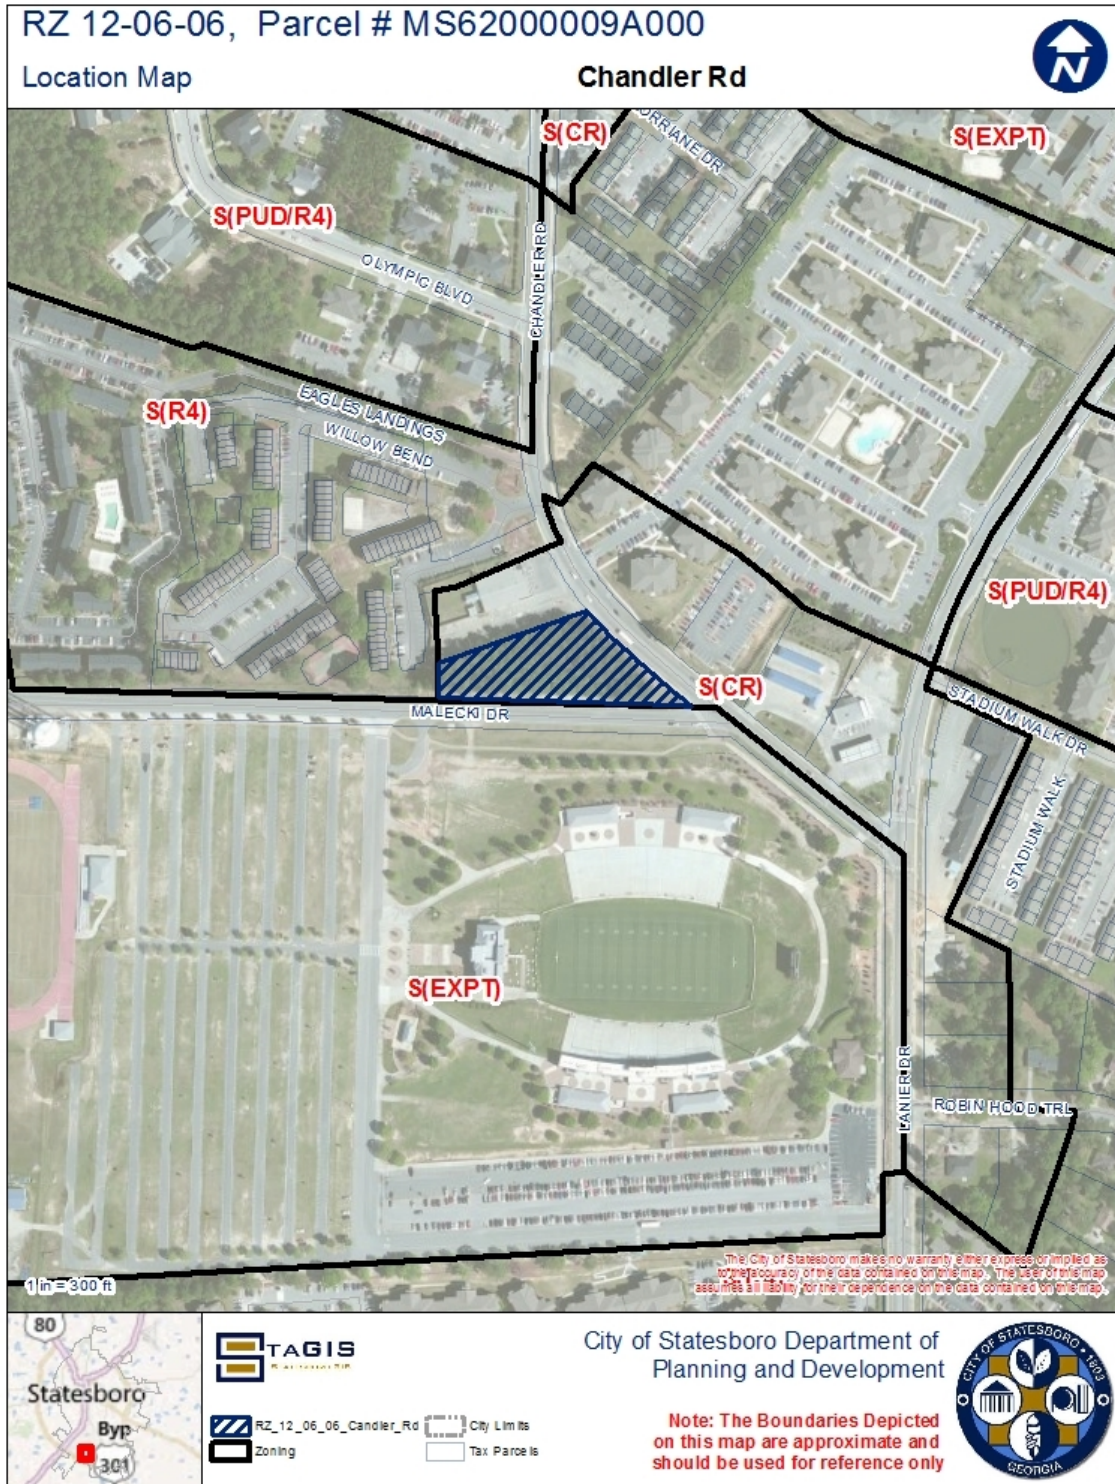 RZ 12-06-06, Parcel # MS62000009A000
Location Map
Chandler Rd
N
S(CR)
ORRIANE DR
S(EXPT)
S(PUD/R4)
OLYMPIC BLVD
CHANDLER RD
S(R4)
EAGLES LANDINGS
WILLOW BEND
S(PUD/R4)
S(CR)
MALECKI DR
STADIUM WALK DR
STADIUM WALK
S(EXPT)
LANIER DR
ROBIN HOOD TRL
The City of Statesboro makes no warranty either express or implied as
to the accuracy of the data contained on this map. The user of this map
assumes all liability for their dependence on the data contained on this map.
1 in = 300 ft
80
Statesboro
Byp
301
STAGIS
RZ_12_06_06_Candler_Rd
City Limits
Zoning
Tax Parcels
City of Statesboro Department of
Planning and Development
Note: The Boundaries Depicted
on this map are approximate and
should be used for reference only
CITY OF STATESBORO • 1803
GEORGIA